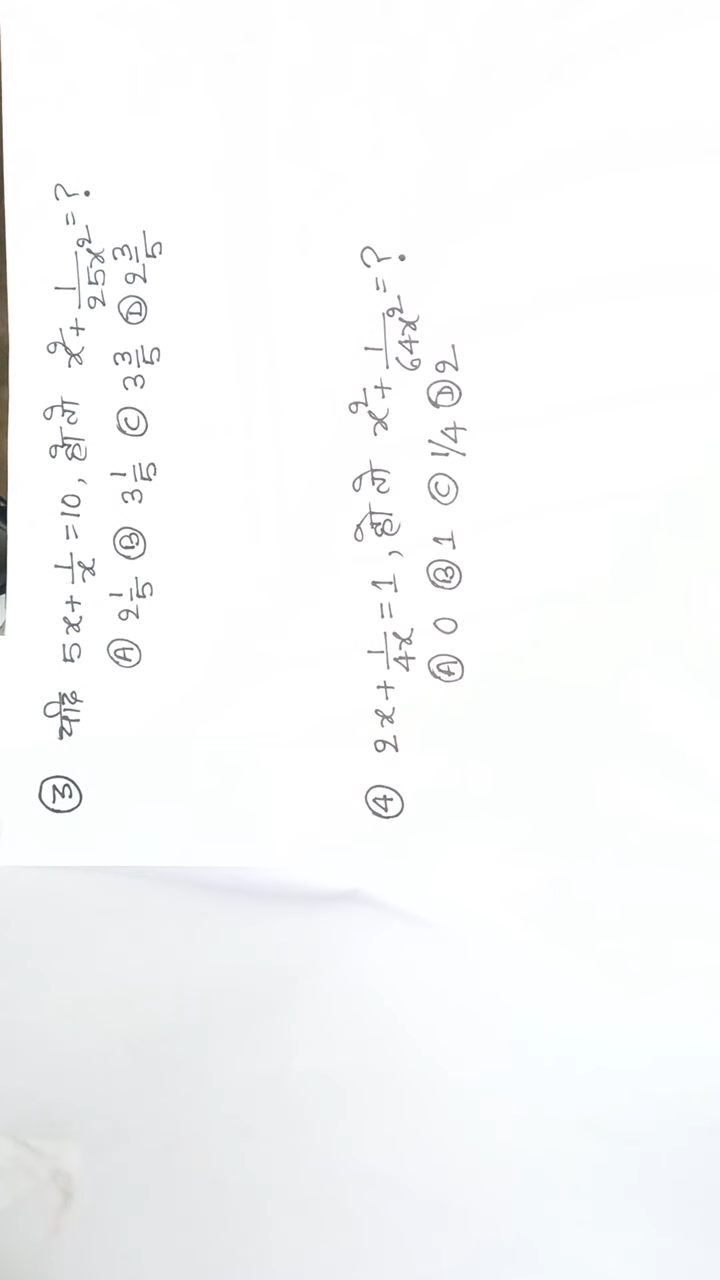 ③ यदि 5x + 1/x = 10, हो तो x² + 1/25x² = ?
Ⓐ 2 1/5 Ⓑ 3 1/5 Ⓒ 3 3/5 Ⓓ 2 3/5
④ 2x + 1/4x = 1, हो तो x² + 1/64x² = ?
Ⓐ 0 Ⓑ 1 Ⓒ 1/4 Ⓓ 2